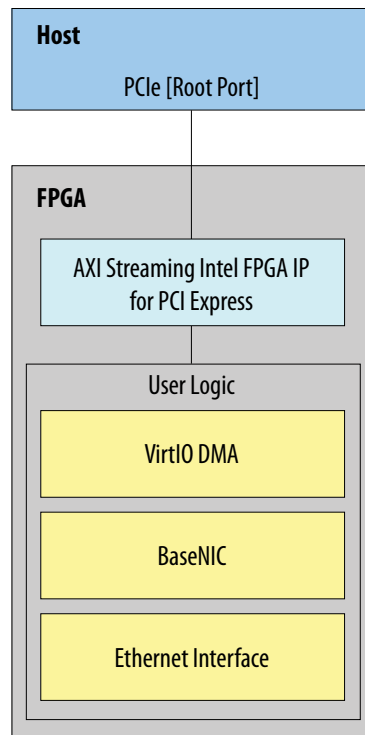 Host
PCIe [Root Port]
FPGA
AXI Streaming Intel FPGA IP
for PCI Express
User Logic
VirtIO DMA
BaseNIC
Ethernet Interface